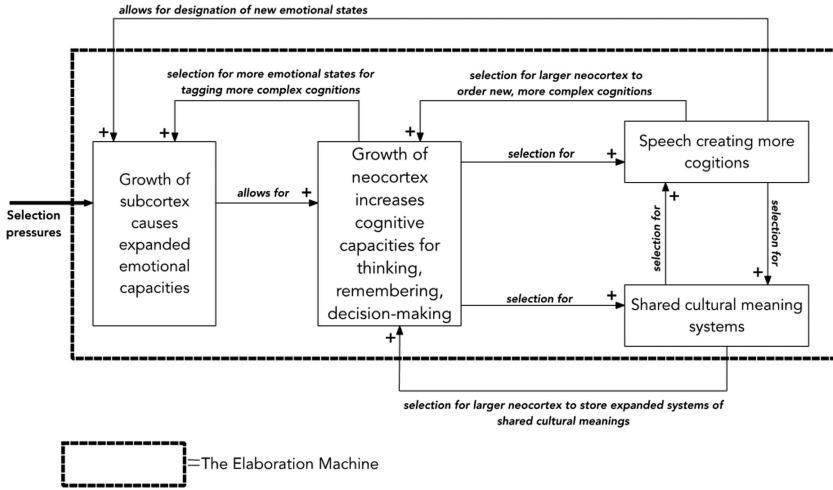 allows for designation of new emotional states
selection for more emotional states for
tagging more complex cognitions
selection for larger neocortex to
order new, more complex cognitions
+
+
+
Growth of
subcortex
causes
expanded
emotional
capacities
Selection
pressures
allows for
+
Growth of
neocortex
increases
cognitive
capacities for
thinking,
remembering,
decision-making
selection for
+
Speech creating more
cogitions
+
selection for
selection for
+
selection for
+
Shared cultural meaning
systems
+
selection for larger neocortex to store expanded systems of
shared cultural meanings
=The Elaboration Machine